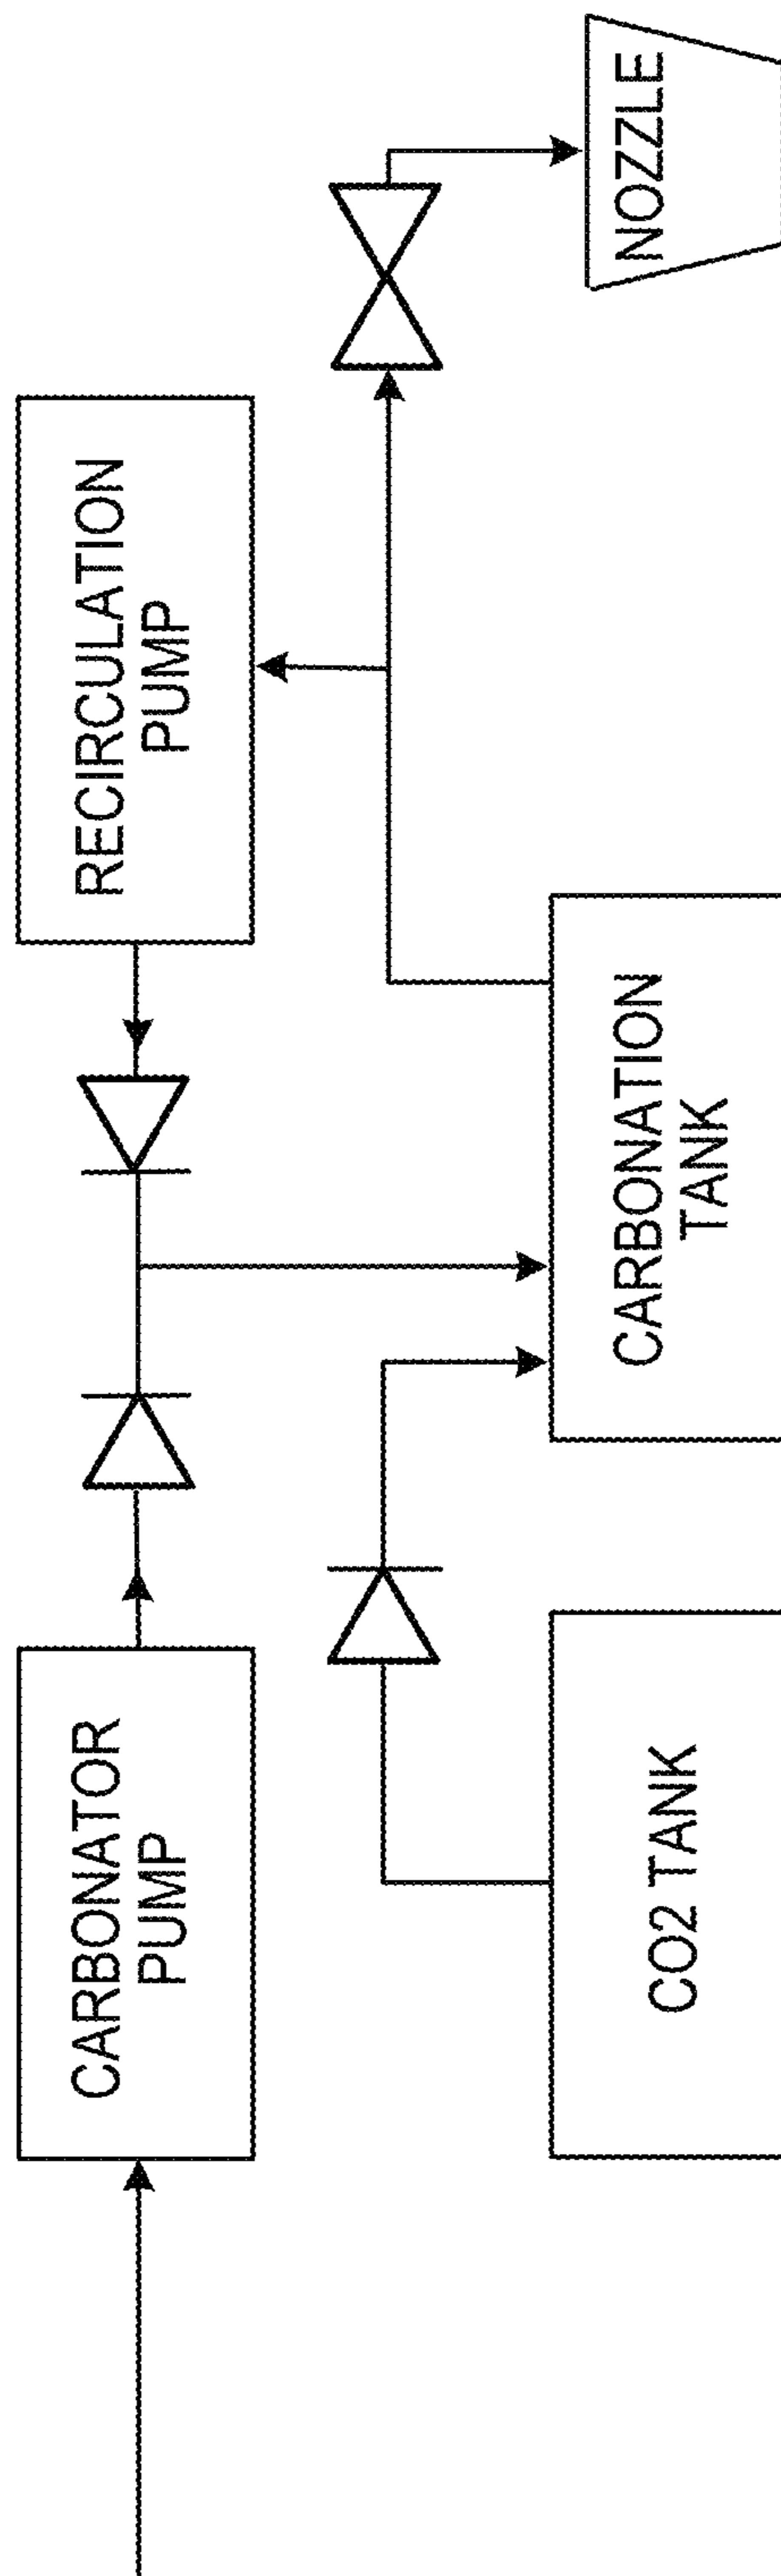 CARBONATOR
PUMP
RECIRCULATION
PUMP
CO2 TANK
CARBONATION
TANK
NOZZLE